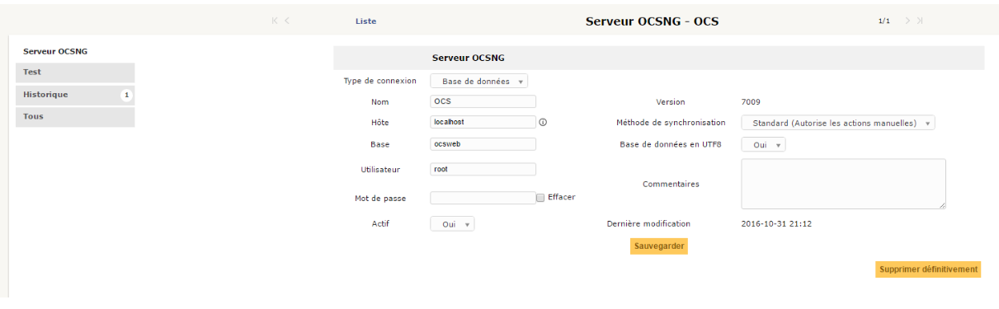 Liste Serveur OCSNG - OCS 1/1
Serveur OCSNG
Test
Historique 1
Tous
Serveur OCSNG
Type de connexion Base de données
Nom OCS Version 7009
Hôte localhost Méthode de synchronisation Standard (Autorise les actions manuelles)
Base ocsweb Base de données en UTF8 Oui
Utilisateur root
Commentaires
Mot de passe Effacer
Actif Oui Dernière modification 2016-10-31 21:12
Sauvegarder
Supprimer définitivement